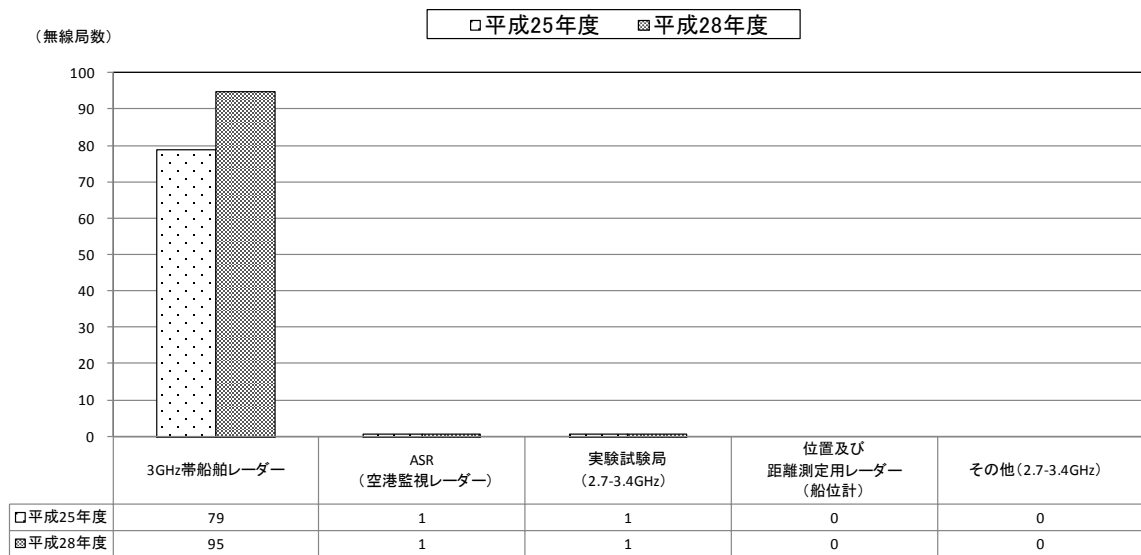 □平成25年度 ▩平成28年度
(無線局数)
100
90
80
70
60
50
40
30
20
10
0
3GHz帯船舶レーダー
ASR
(空港監視レーダー)
実験試験局
(2.7-3.4GHz)
位置及び
距離測定用レーダー
(船位計)
その他(2.7-3.4GHz)
□平成25年度 79 1 1 0 0
▩平成28年度 95 1 1 0 0